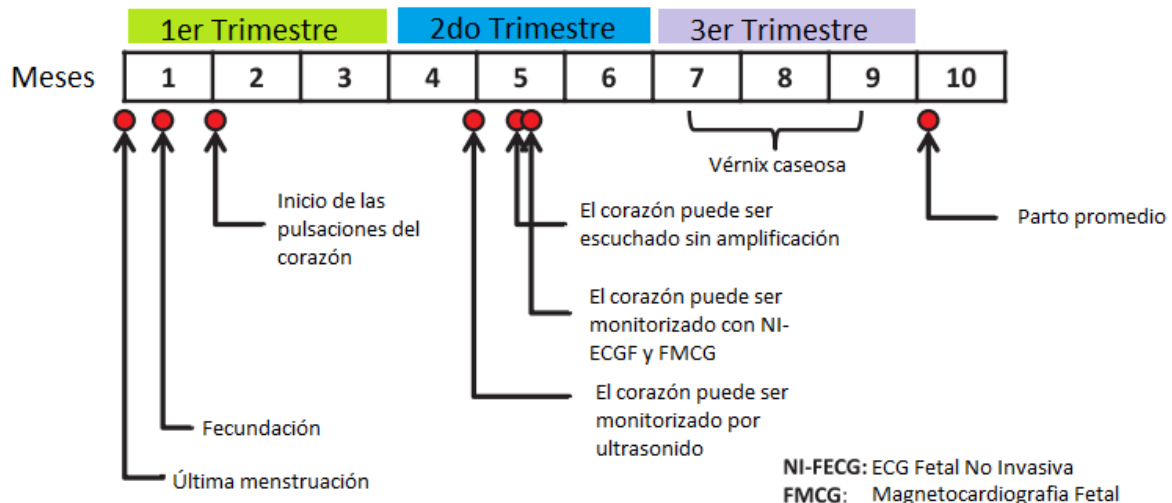 1er Trimestre 2do Trimestre 3er Trimestre
Meses 1 2 3 4 5 6 7 8 9 10
Vérnix caseosa
Inicio de las
pulsaciones del
corazón
El corazón puede ser
escuchado sin amplificación
Parto promedio
El corazón puede ser
monitorizado con NI-
ECGF y FMCG
El corazón puede ser
monitorizado por
ultrasonido
Fecundación
Última menstruación
NI-FECG: ECG Fetal No Invasiva
FMCG: Magnetocardiografia Fetal